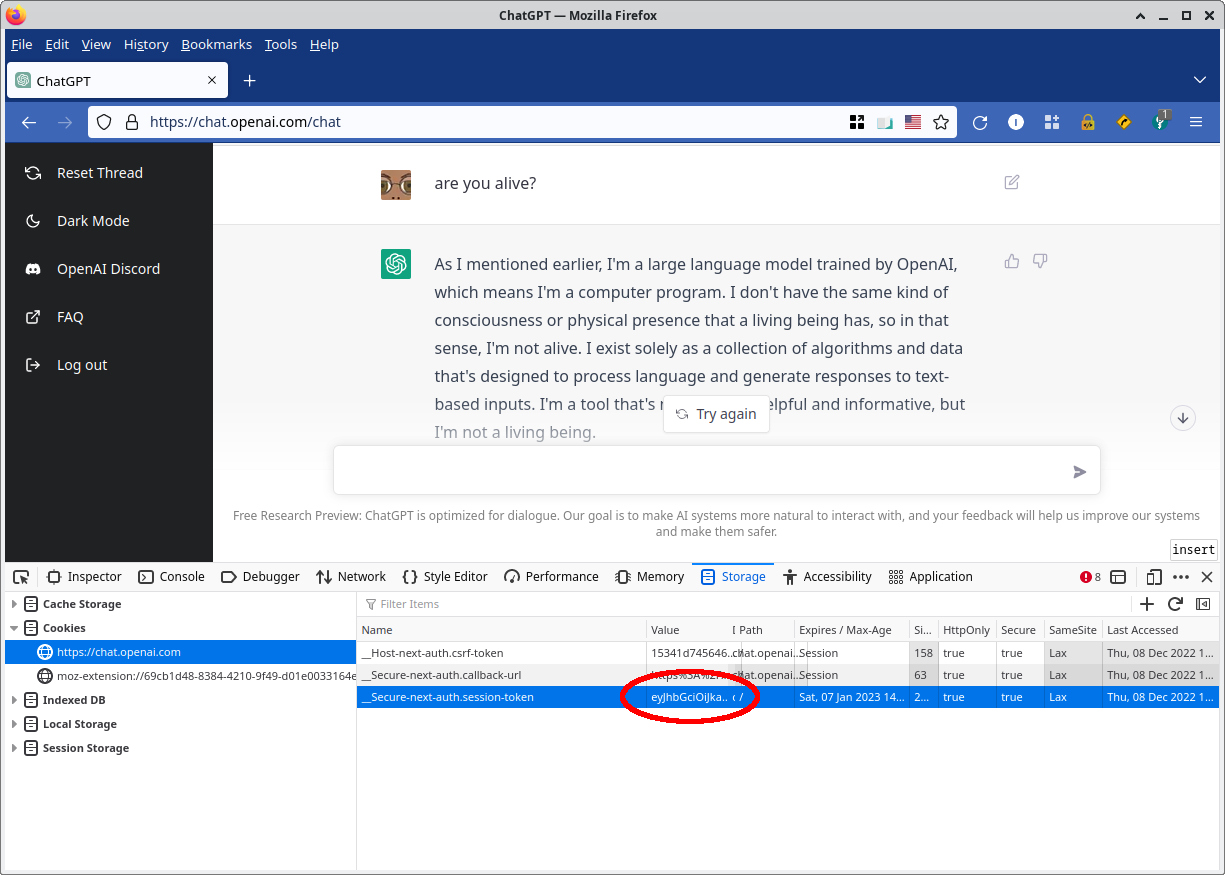 ChatGPT — Mozilla Firefox
File Edit View History Bookmarks Tools Help
ChatGPT
https://chat.openai.com/chat
1
Reset Thread
Dark Mode
OpenAI Discord
FAQ
Log out
are you alive?
As I mentioned earlier, I'm a large language model trained by OpenAI,
which means I'm a computer program. I don't have the same kind of
consciousness or physical presence that a living being has, so in that
sense, I'm not alive. I exist solely as a collection of algorithms and data
that's designed to process language and generate responses to text-
based inputs. I'm a tool that's Try again elpful and informative, but
I'm not a living being.
Free Research Preview: ChatGPT is optimized for dialogue. Our goal is to make AI systems more natural to interact with, and your feedback will help us improve our systems
and make them safer.
insert
Inspector Console Debugger Network Style Editor Performance Memory Storage Accessibility Application 8
Cache Storage
Cookies
https://chat.openai.com
moz-extension://69cb1d48-8384-4210-9f49-d01e0033164e
Indexed DB
Local Storage
Session Storage
Filter Items
Name Value Path Expires / Max-Age Si... HttpOnly Secure SameSite Last Accessed
__Host-next-auth.csrf-token 15341d745646... chat.openai... Session 158 true true Lax Thu, 08 Dec 2022 1...
__Secure-next-auth.callback-url Session 63 true true Lax Thu, 08 Dec 2022 1...
__Secure-next-auth.session-token eyJhbGciOiJka... / Sat, 07 Jan 2023 14... 2... true true Lax Thu, 08 Dec 2022 1...